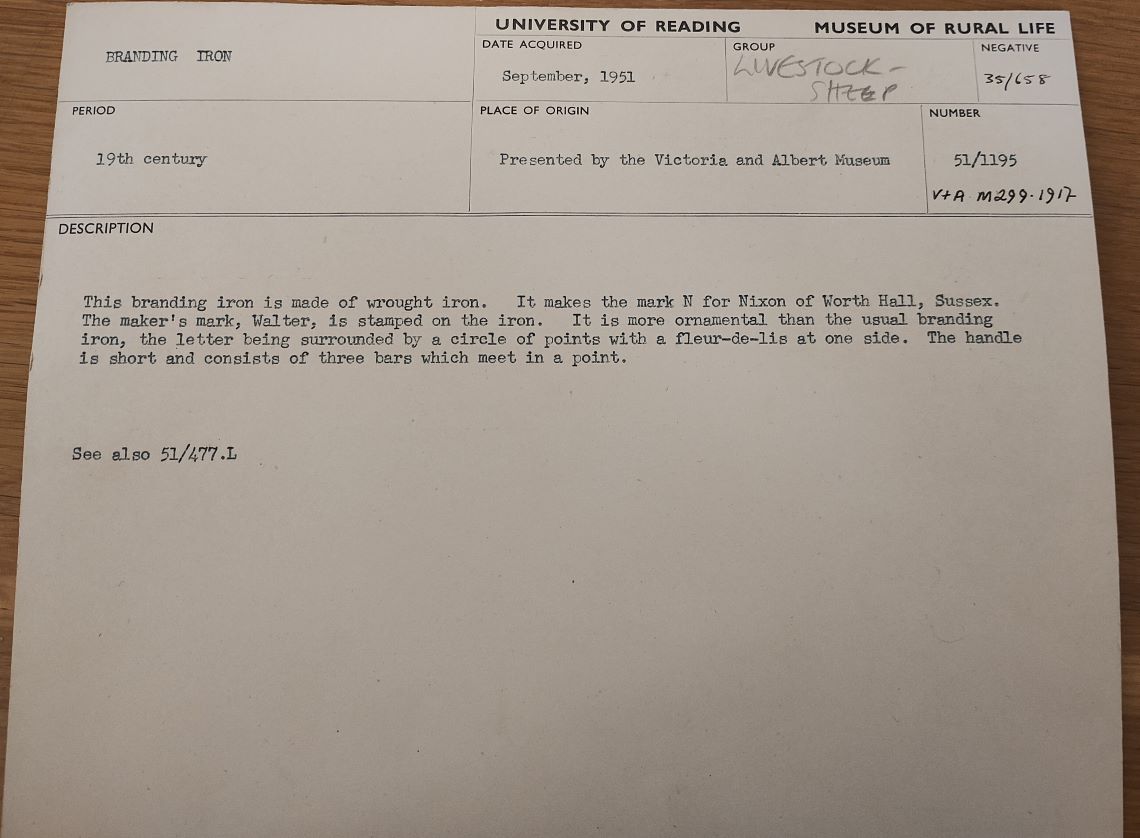 UNIVERSITY OF READING MUSEUM OF RURAL LIFE
BRANDING IRON
DATE ACQUIRED
September, 1951
GROUP
LIVESTOCK -
SHEEP
NEGATIVE
35/658
PERIOD
19th century
PLACE OF ORIGIN
Presented by the Victoria and Albert Museum
NUMBER
51/1195
V+A M299-1917
DESCRIPTION
This branding iron is made of wrought iron. It makes the mark N for Nixon of Worth Hall, Sussex.
The maker's mark, Walter, is stamped on the iron. It is more ornamental than the usual branding
iron, the letter being surrounded by a circle of points with a fleur-de-lis at one side. The handle
is short and consists of three bars which meet in a point.
See also 51/477.L